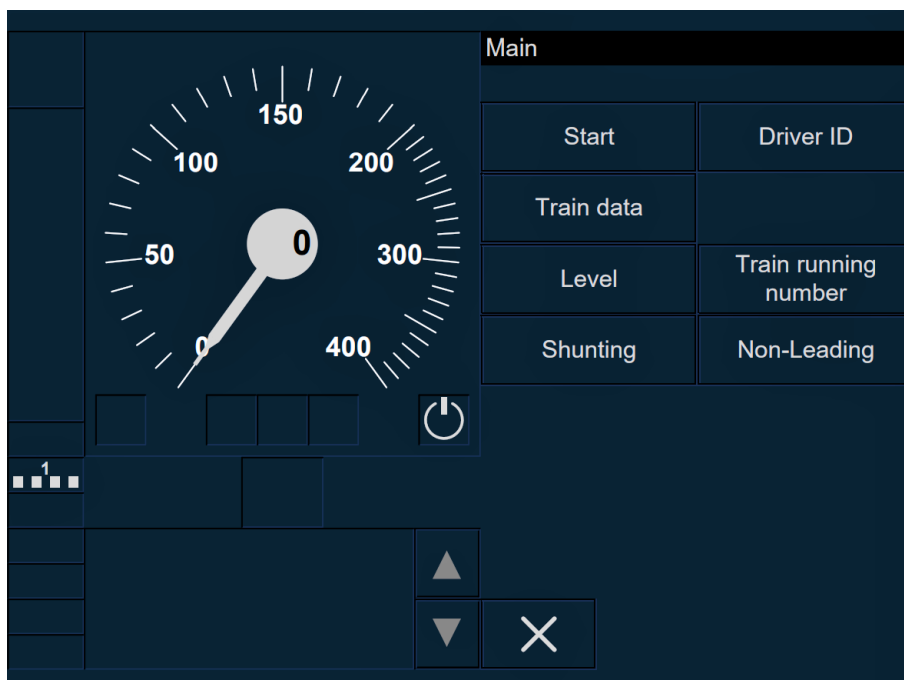 Main
150
100
200
Start
Driver ID
Train data
0
50
300
Level
Train running
number
0
400
Shunting
Non-Leading
1